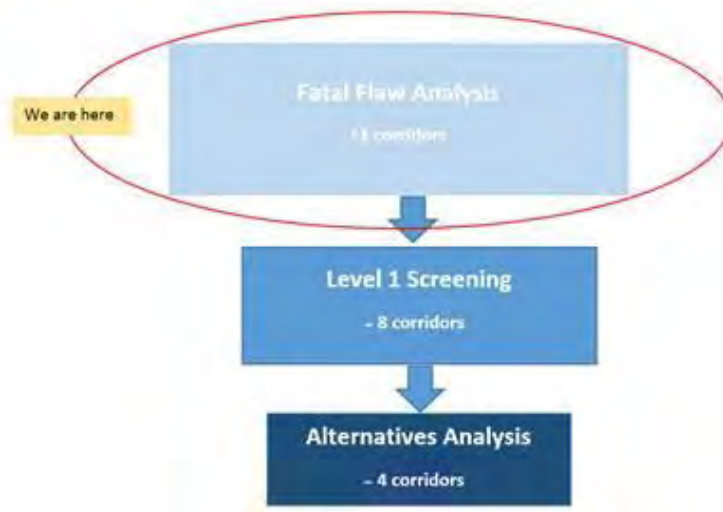 Fatal Flaw Analysis
We are here
corridors
Level 1 Screening
~ 8 corridors
Alternatives Analysis
~ 4 corridors